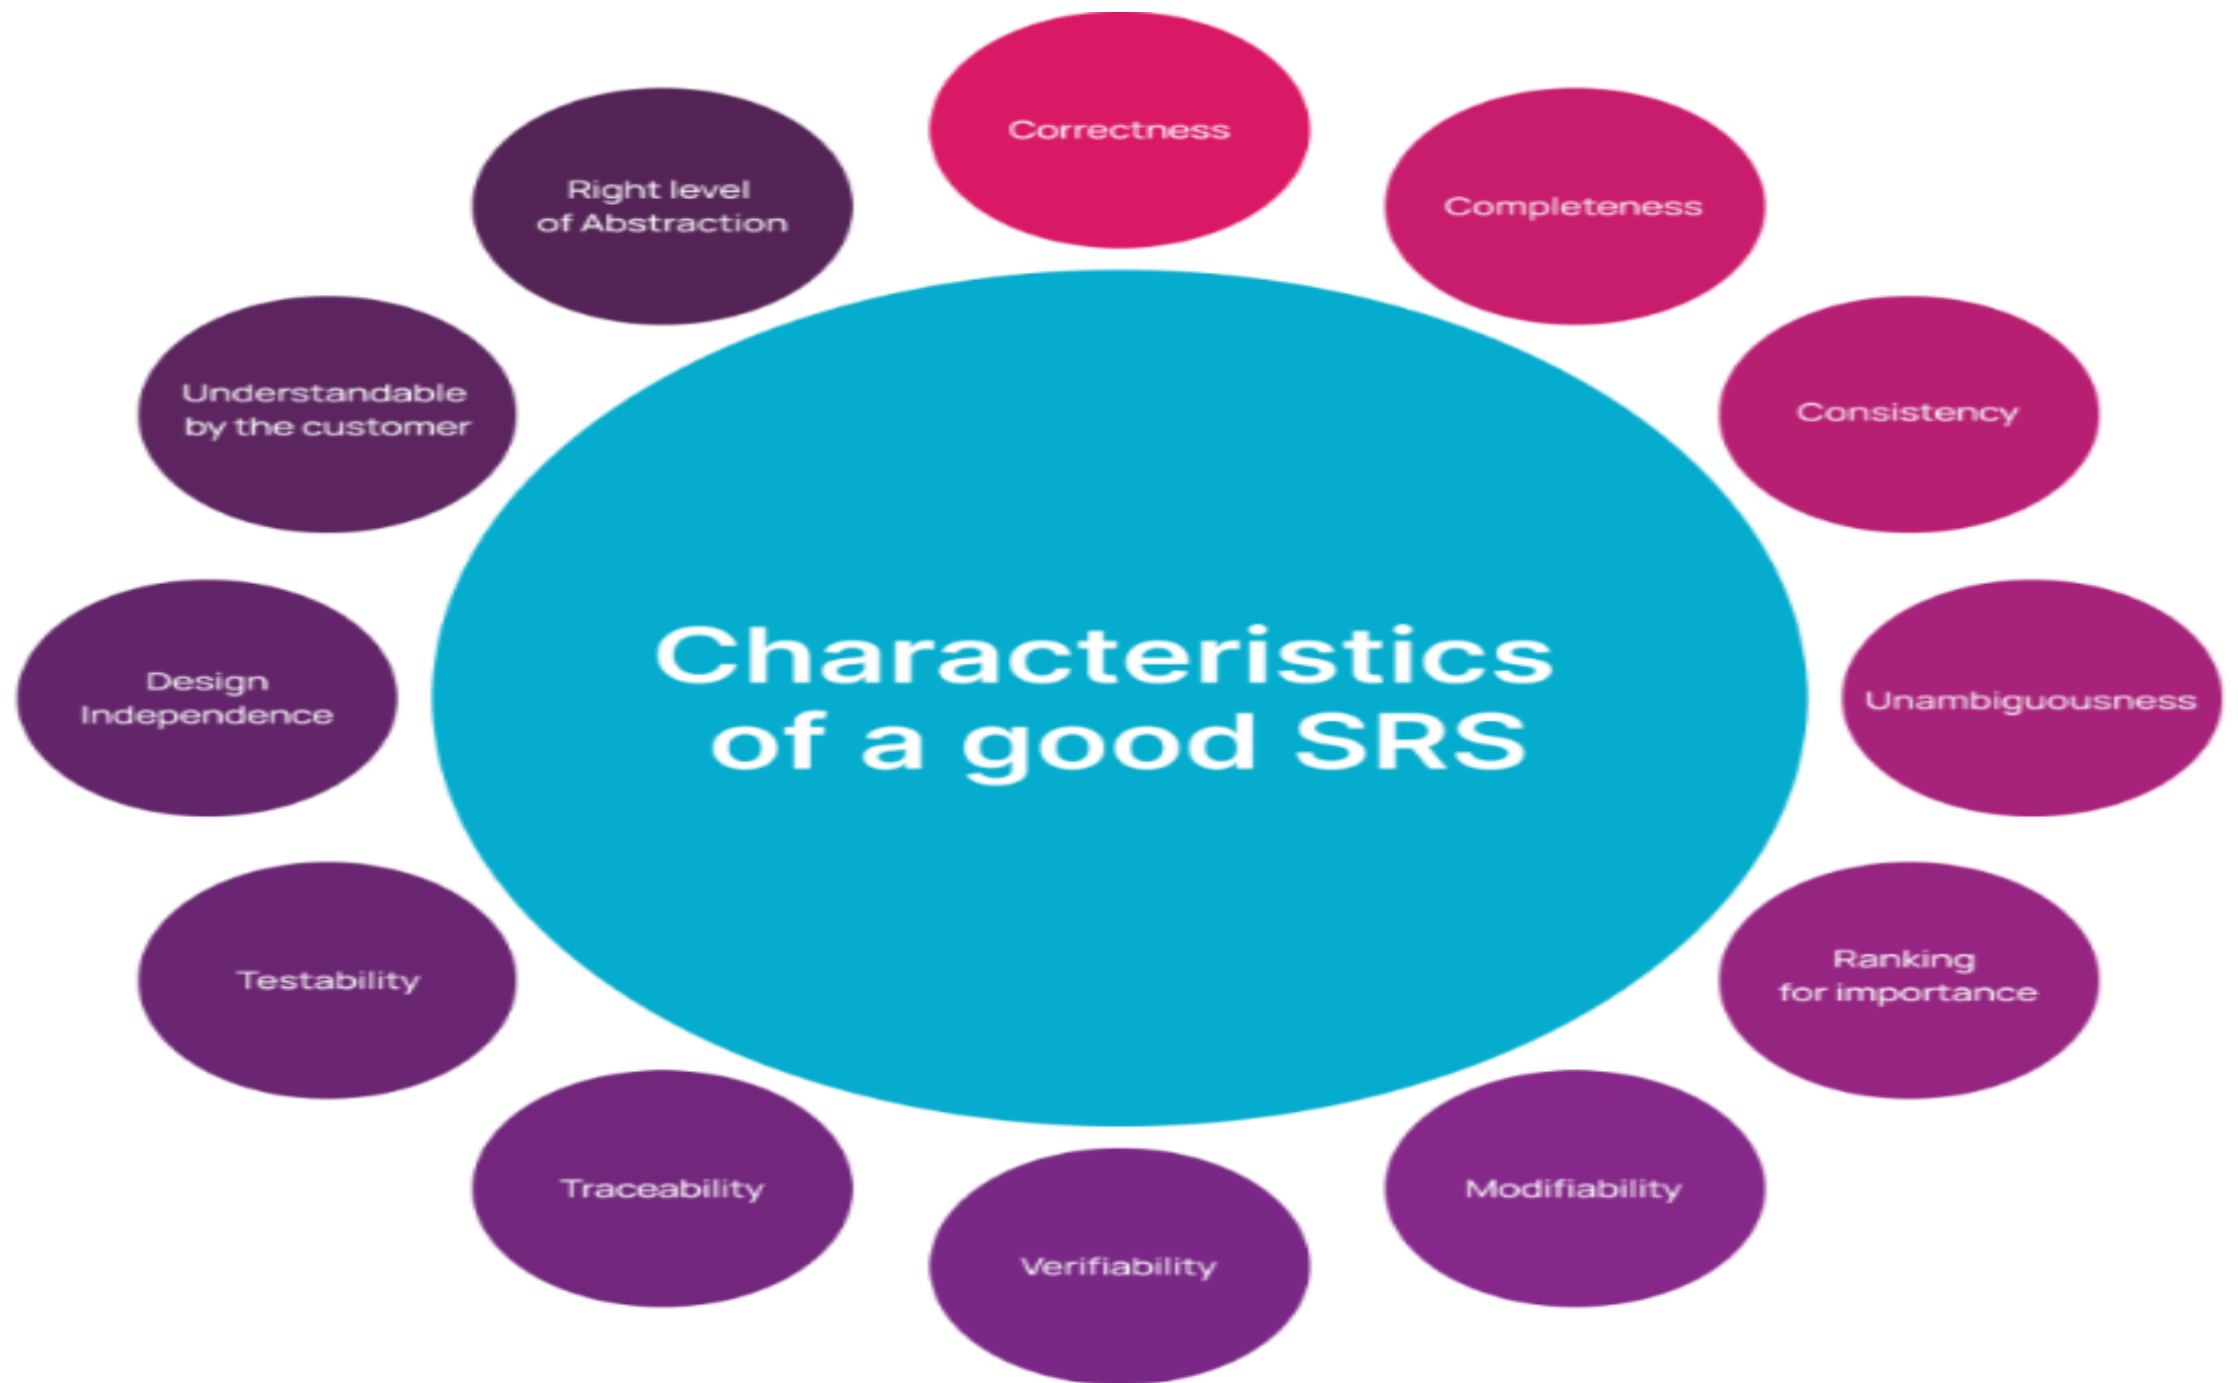 Characteristics
of a good SRS
Correctness
Completeness
Consistency
Unambiguousness
Ranking
for importance
Modifiability
Verifiability
Traceability
Testability
Design
Independence
Understandable
by the customer
Right level
of Abstraction